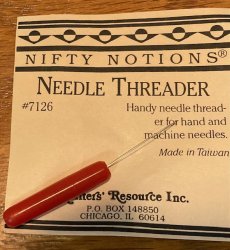 NIFTY NOTIONS®
NEEDLE THREADER
#7126
Handy needle thread-
er for hand and
machine needles.
Made in Taiwan
Resource Inc.
P.O. BOX 148850
CHICAGO, IL 60614